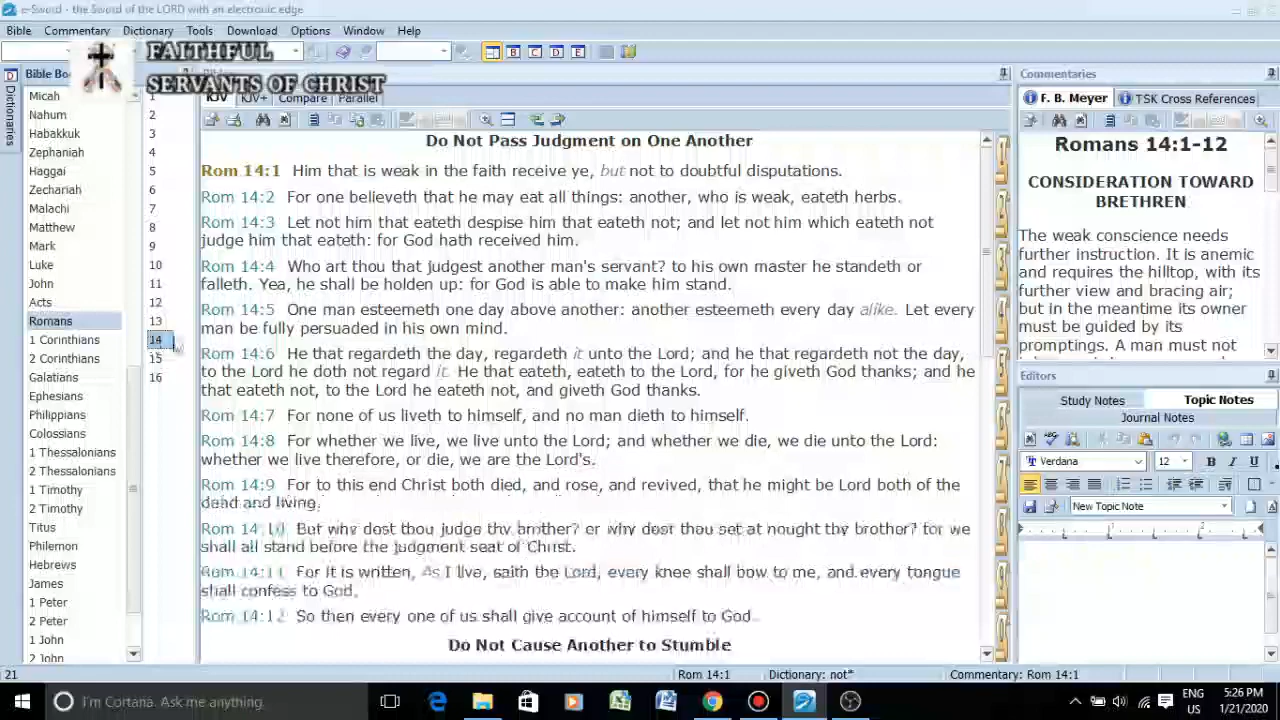 e-Sword - the Sword of the LORD with an electronic edge
Bible Commentary Dictionary Tools Download Options Window Help
FAITHFUL
SERVANTS OF CHRIST
B C D E
Dictionaries
Bible Boo
Micah
Nahum
Habakkuk
Zephaniah
Haggai
Zechariah
Malachi
Matthew
Mark
Luke
John
Acts
Romans
1 Corinthians
2 Corinthians
Galatians
Ephesians
Philippians
Colossians
1 Thessalonians
2 Thessalonians
1 Timothy
2 Timothy
Titus
Philemon
Hebrews
James
1 Peter
2 Peter
1 John
2 John
1
2
3
4
5
6
7
8
9
10
11
12
13
14
15
16
KJV KJV+ Compare Parallel
Do Not Pass Judgment on One Another
Rom 14:1 Him that is weak in the faith receive ye, but not to doubtful disputations.
Rom 14:2 For one believeth that he may eat all things: another, who is weak, eateth herbs.
Rom 14:3 Let not him that eateth despise him that eateth not; and let not him which eateth not
judge him that eateth: for God hath received him.
Rom 14:4 Who art thou that judgest another man's servant? to his own master he standeth or
falleth. Yea, he shall be holden up: for God is able to make him stand.
Rom 14:5 One man esteemeth one day above another: another esteemeth every day alike. Let every
man be fully persuaded in his own mind.
Rom 14:6 He that regardeth the day, regardeth it unto the Lord; and he that regardeth not the day,
to the Lord he doth not regard it. He that eateth, eateth to the Lord, for he giveth God thanks; and he
that eateth not, to the Lord he eateth not, and giveth God thanks.
Rom 14:7 For none of us liveth to himself, and no man dieth to himself.
Rom 14:8 For whether we live, we live unto the Lord; and whether we die, we die unto the Lord:
whether we live therefore, or die, we are the Lord's.
Rom 14:9 For to this end Christ both died, and rose, and revived, that he might be Lord both of the
dead and living.
Rom 14:10 But why dost thou judge thy brother? or why dost thou set at nought thy brother? for we
shall all stand before the judgment seat of Christ.
Rom 14:11 For it is written, As I live, saith the Lord, every knee shall bow to me, and every tongue
shall confess to God.
Rom 14:12 So then every one of us shall give account of himself to God.
Do Not Cause Another to Stumble
Commentaries
F. B. Meyer TSK Cross References
Romans 14:1-12
CONSIDERATION TOWARD
BRETHREN
The weak conscience needs
further instruction. It is anemic
and requires the hilltop, with its
further view and bracing air;
but in the meantime its owner
must be guided by its
promptings. A man must not
Editors
Study Notes Topic Notes
Journal Notes
Verdana 12 B I U
New Topic Note
1 2
21 Rom 14:1 Dictionary: not* Commentary: Rom 14:1
I'm Cortana. Ask me anything.
ENG
US
5:26 PM
1/21/2020